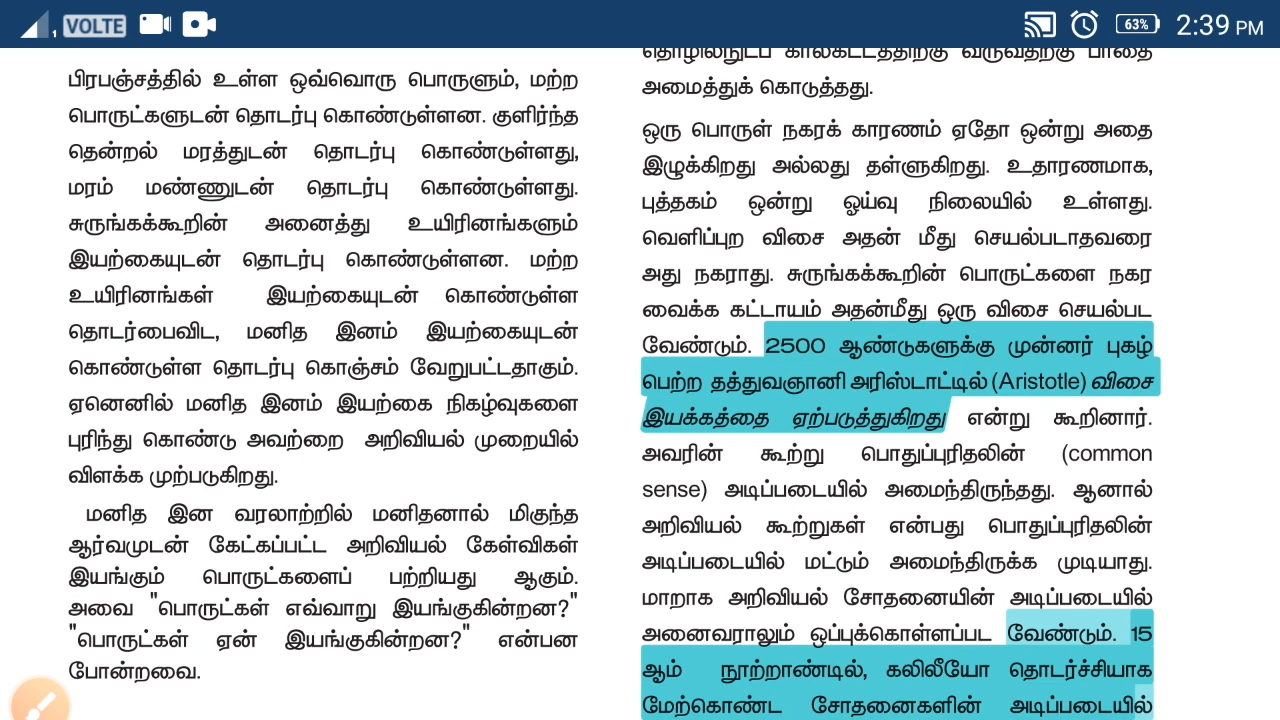 VOLTE
63%
2:39 PM
பிரபஞ்சத்தில் உள்ள ஒவ்வொரு பொருளும், மற்ற
பொருட்களுடன் தொடர்பு கொண்டுள்ளன. குளிர்ந்த
தென்றல் மரத்துடன் தொடர்பு கொண்டுள்ளது,
மரம் மண்ணுடன் தொடர்பு கொண்டுள்ளது.
சுருங்கக்கூறின் அனைத்து உயிரினங்களும்
இயற்கையுடன் தொடர்பு கொண்டுள்ளன. மற்ற
உயிரினங்கள் இயற்கையுடன் கொண்டுள்ள
தொடர்பைவிட, மனித இனம் இயற்கையுடன்
கொண்டுள்ள தொடர்பு கொஞ்சம் வேறுபட்டதாகும்.
ஏனெனில் மனித இனம் இயற்கை நிகழ்வுகளை
புரிந்து கொண்டு அவற்றை அறிவியல் முறையில்
விளக்க முற்படுகிறது.
மனித இன வரலாற்றில் மனிதனால் மிகுந்த
ஆர்வமுடன் கேட்கப்பட்ட அறிவியல் கேள்விகள்
இயங்கும் பொருட்களைப் பற்றியது ஆகும்.
அவை "பொருட்கள் எவ்வாறு இயங்குகின்றன?"
"பொருட்கள் ஏன் இயங்குகின்றன?" என்பன
போன்றவை.
தொழில்நுட்ப காலகட்டத்திற்கு வருவதற்கு பாதை
அமைத்துக் கொடுத்தது.
ஒரு பொருள் நகரக் காரணம் ஏதோ ஒன்று அதை
இழுக்கிறது அல்லது தள்ளுகிறது. உதாரணமாக,
புத்தகம் ஒன்று ஓய்வு நிலையில் உள்ளது.
வெளிப்புற விசை அதன் மீது செயல்படாதவரை
அது நகராது. சுருங்கக்கூறின் பொருட்களை நகர
வைக்க கட்டாயம் அதன்மீது ஒரு விசை செயல்பட
வேண்டும். 2500 ஆண்டுகளுக்கு முன்னர் புகழ்
பெற்ற தத்துவஞானி அரிஸ்டாட்டில் (Aristotle) விசை
இயக்கத்தை ஏற்படுத்துகிறது என்று கூறினார்.
அவரின் கூற்று பொதுப்புரிதலின் (common
sense) அடிப்படையில் அமைந்திருந்தது. ஆனால்
அறிவியல் கூற்றுகள் என்பது பொதுப்புரிதலின்
அடிப்படையில் மட்டும் அமைந்திருக்க முடியாது.
மாறாக அறிவியல் சோதனையின் அடிப்படையில்
அனைவராலும் ஒப்புக்கொள்ளப்பட வேண்டும். 15
ஆம் நூற்றாண்டில், கலிலீயோ தொடர்ச்சியாக
மேற்கொண்ட சோதனைகளின் அடிப்படையில்